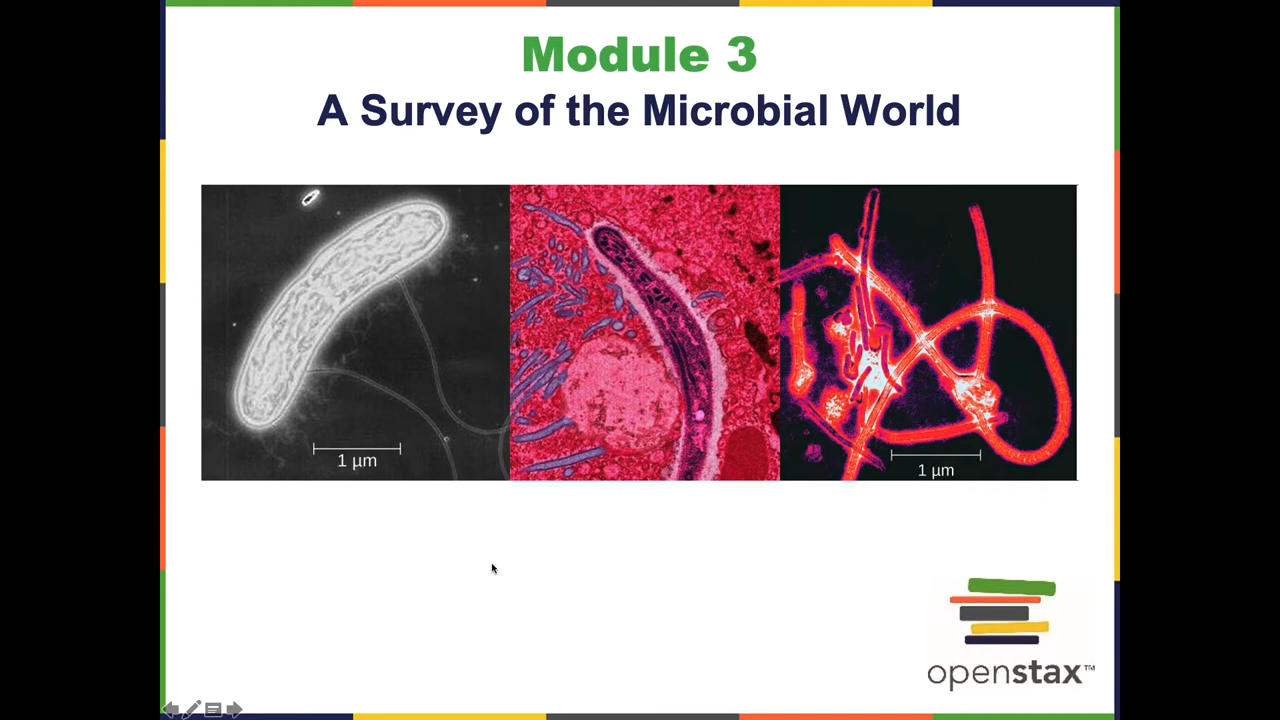 Module 3
A Survey of the Microbial World
1 µm
1 µm
openstax™